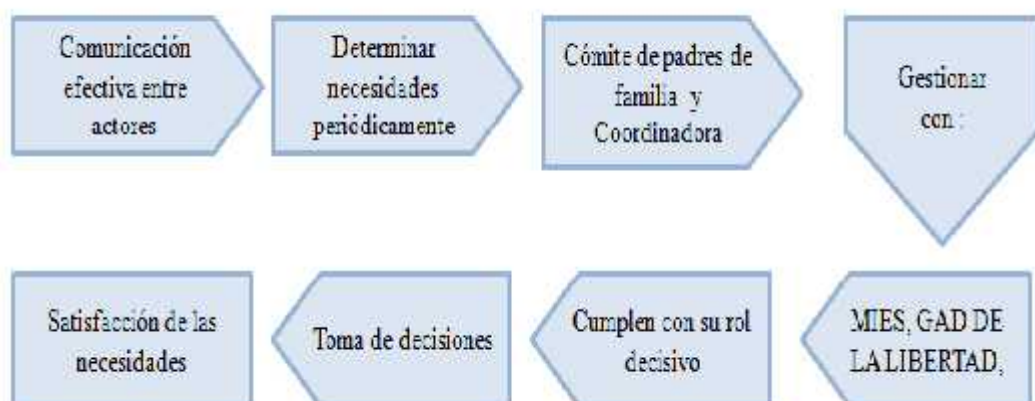 Comunicación
efectiva entre
actores
Determinar
necesidades
periódicamente
Cómite de padres de
familia y
Coordinadora
Gestionar
con :
MIES, GAD DE
LA LIBERTAD,
Cumplen con su rol
decisivo
Toma de decisiones
Satisfacción de las
necesidades